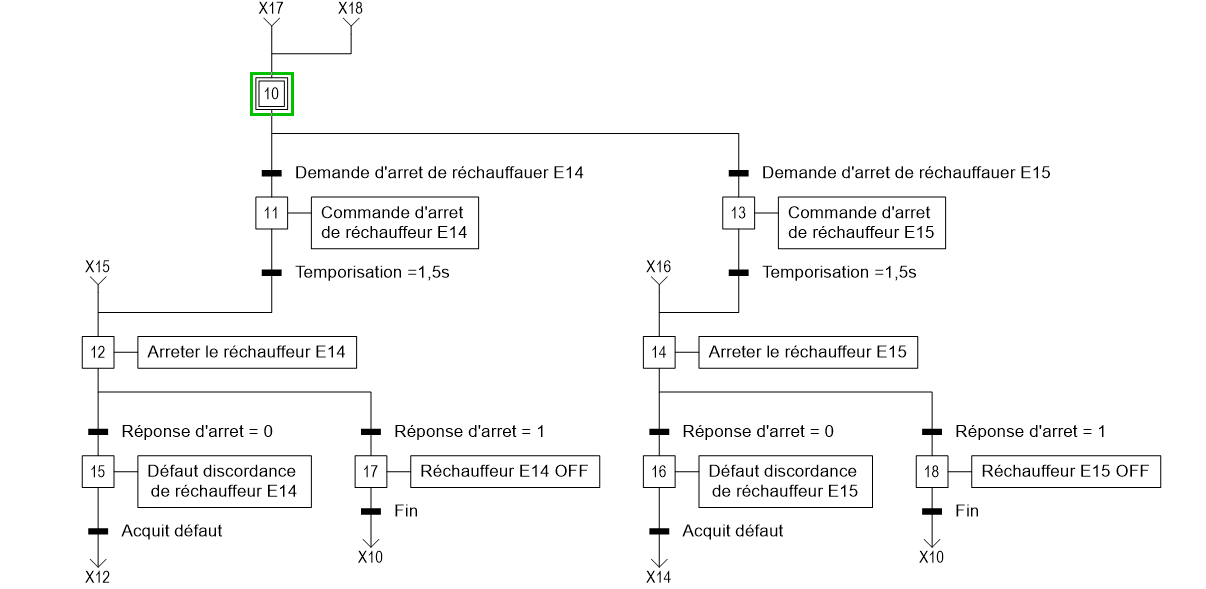 X17 X18
10
Demande d'arret de réchauffauer E14 Demande d'arret de réchauffauer E15
11 Commande d'arret 13 Commande d'arret
de réchauffeur E14 de réchauffeur E15
X15 Temporisation =1,5s X16 Temporisation =1,5s
12 Arreter le réchauffeur E14 14 Arreter le réchauffeur E15
Réponse d'arret = 0 Réponse d'arret = 1 Réponse d'arret = 0 Réponse d'arret = 1
15 Défaut discordance 17 Réchauffeur E14 OFF 16 Défaut discordance 18 Réchauffeur E15 OFF
de réchauffeur E14 de réchauffeur E15
Fin Fin
Acquit défaut Acquit défaut
X10 X10
X12 X14